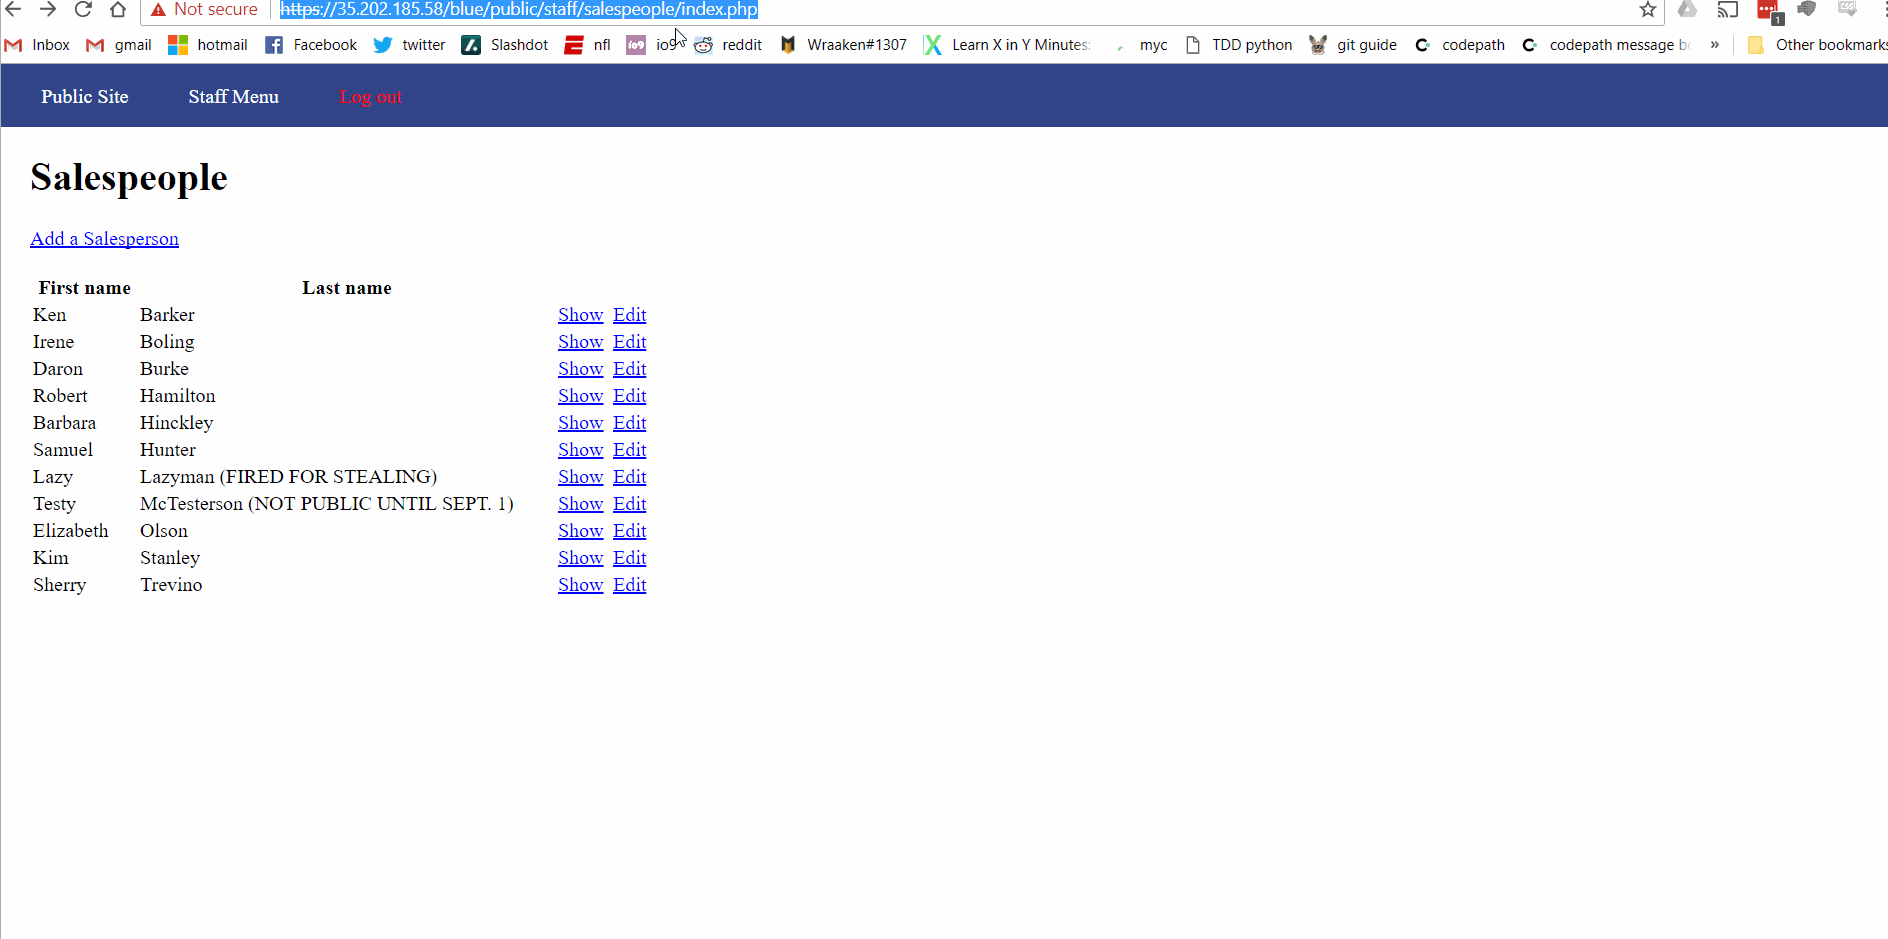 Not secure https://35.202.185.58/blue/public/staff/salespeople/index.php 1
Inbox gmail hotmail Facebook twitter Slashdot nfl io9 reddit Wraaken#1307 Learn X in Y Minutes: myc TDD python git guide codepath codepath message bo » Other bookmarks
Public Site Staff Menu Log out
Salespeople
Add a Salesperson
First name Last name
Ken Barker Show Edit
Irene Boling Show Edit
Daron Burke Show Edit
Robert Hamilton Show Edit
Barbara Hinckley Show Edit
Samuel Hunter Show Edit
Lazy Lazyman (FIRED FOR STEALING) Show Edit
Testy McTesterson (NOT PUBLIC UNTIL SEPT. 1) Show Edit
Elizabeth Olson Show Edit
Kim Stanley Show Edit
Sherry Trevino Show Edit